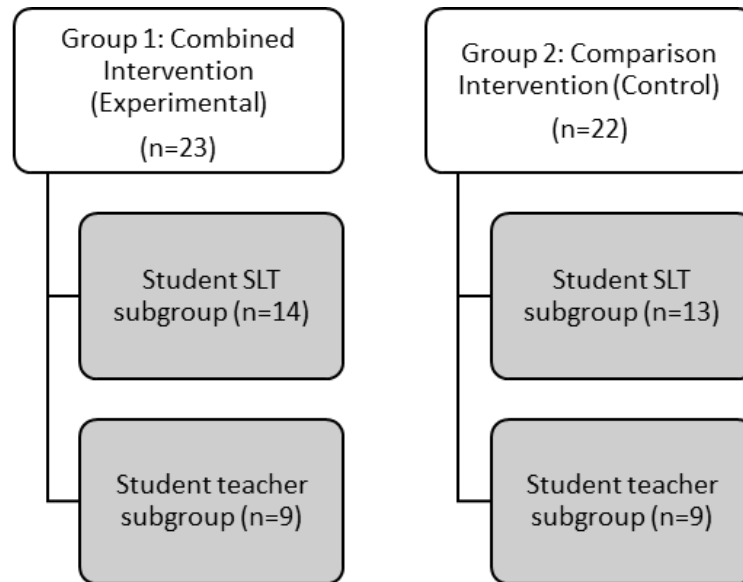 Group 1: Combined
Intervention
(Experimental)
(n=23)
Student SLT
subgroup (n=14)
Student teacher
subgroup (n=9)
Group 2: Comparison
Intervention (Control)
(n=22)
Student SLT
subgroup (n=13)
Student teacher
subgroup (n=9)